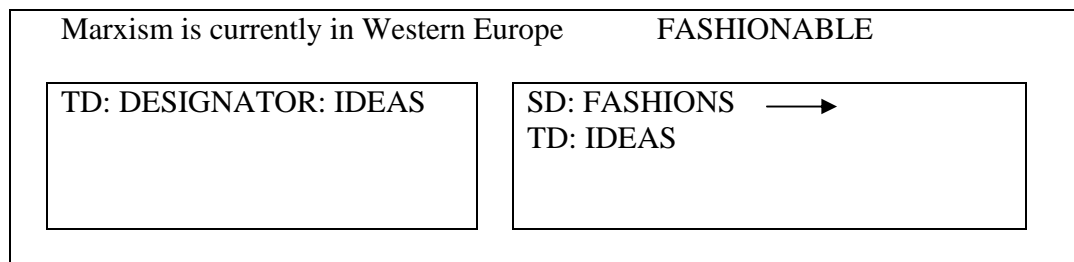 Marxism is currently in Western Europe FASHIONABLE
TD: DESIGNATOR: IDEAS
SD: FASHIONS
TD: IDEAS